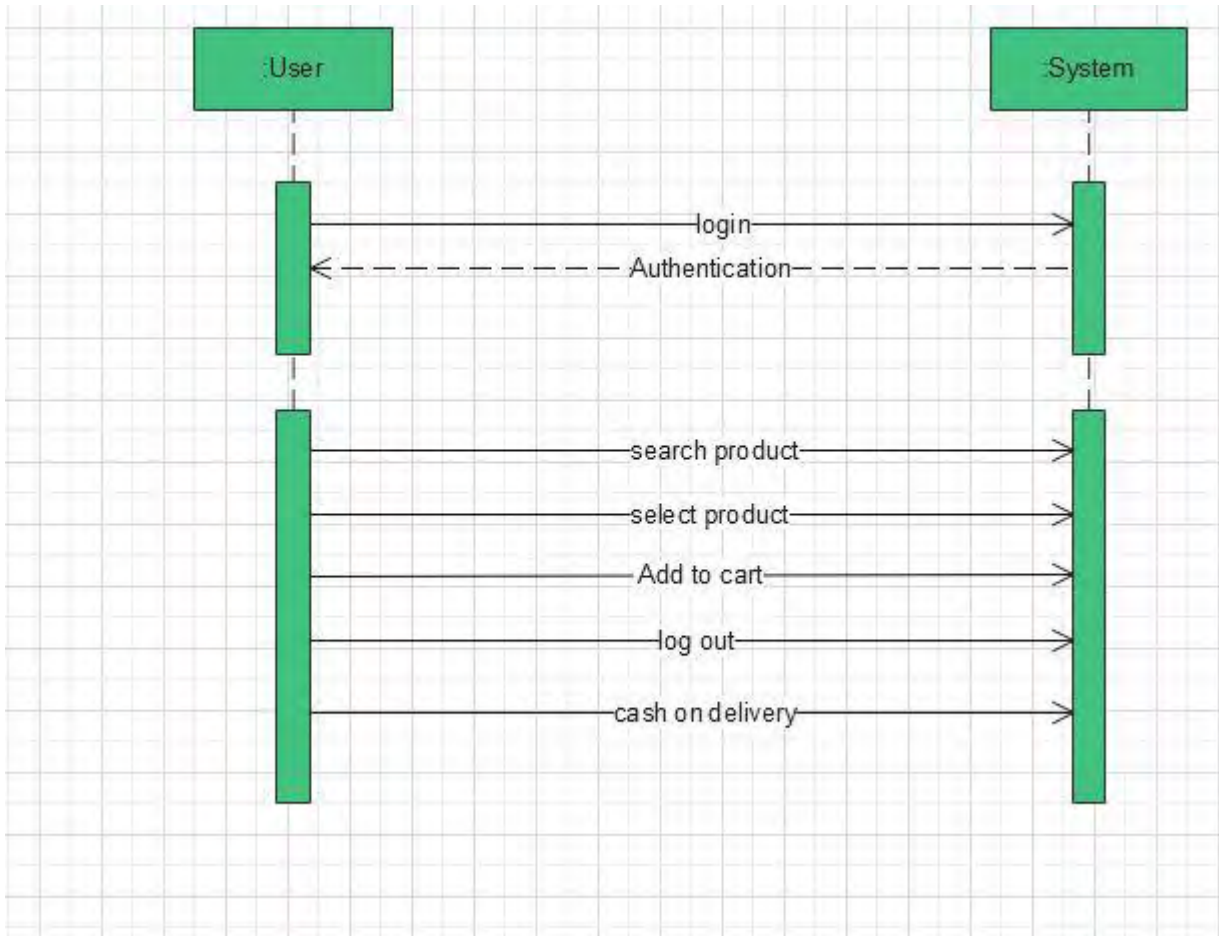 :User
:System
login
Authentication
search product
select product
Add to cart
log out
cash on delivery